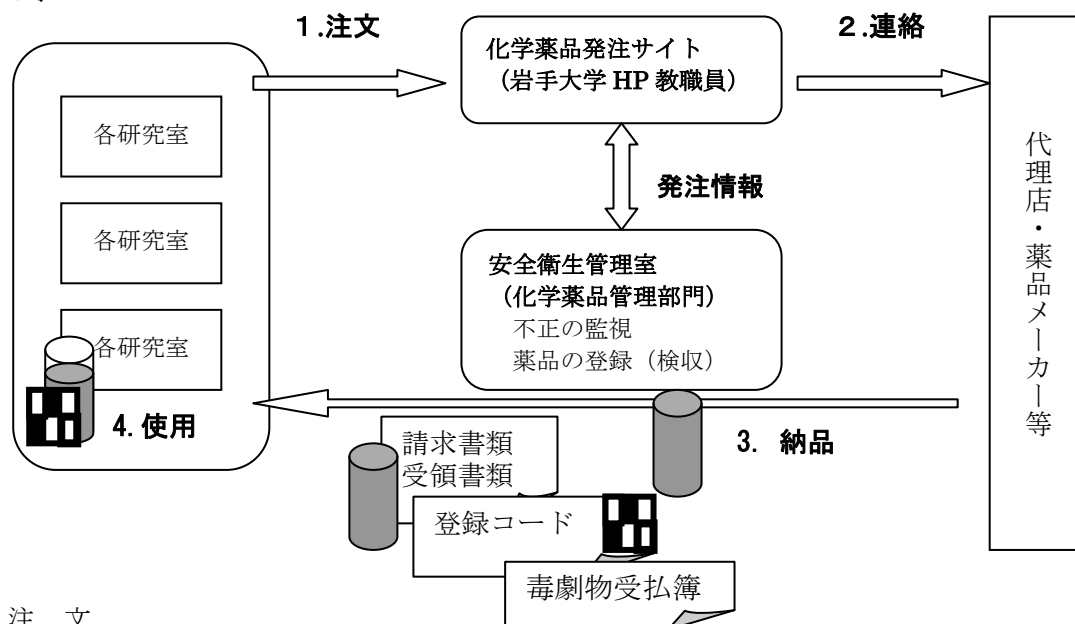 1.注文
2.連絡
化学薬品発注サイト
(岩手大学 HP 教職員)
各研究室
各研究室
各研究室
発注情報
安全衛生管理室
(化学薬品管理部門)
不正の監視
薬品の登録(検収)
代理店・薬品メーカー等
4.使用
3. 納品
請求書類
受領書類
登録コード
毒劇物受払簿
注 文